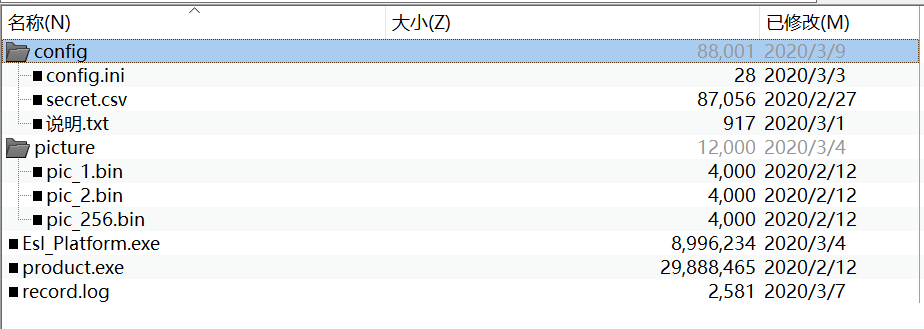 名称(N) 大小(Z) 已修改(M)
config 88,001 2020/3/9
config.ini 28 2020/3/3
secret.csv 87,056 2020/2/27
说明.txt 917 2020/3/1
picture 12,000 2020/3/4
pic_1.bin 4,000 2020/2/12
pic_2.bin 4,000 2020/2/12
pic_256.bin 4,000 2020/2/12
Esl_Platform.exe 8,996,234 2020/3/4
product.exe 29,888,465 2020/2/12
record.log 2,581 2020/3/7